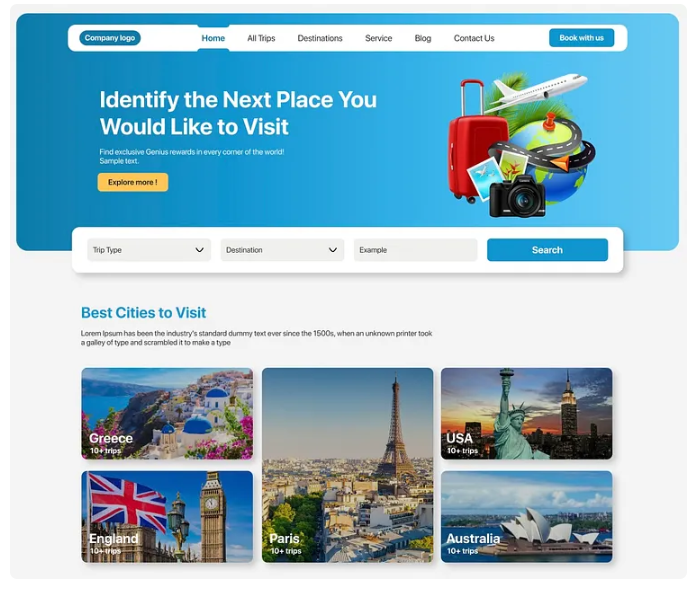 Company logo
Home
All Trips
Destinations
Service
Blog
Contact Us
Book with us
Identify the Next Place You
Would Like to Visit
Find exclusive Genius rewards in every corner of the world!
Sample text.
Explore more !
Trip Type
Destination
Example
Search
Best Cities to Visit
Lorem Ipsum has been the industry's standard dummy text ever since the 1500s, when an unknown printer took
a galley of type and scrambled it to make a type
Greece
10+ trips
England
10+ trips
Paris
10+ trips
USA
10+ trips
Australia
10+ trips